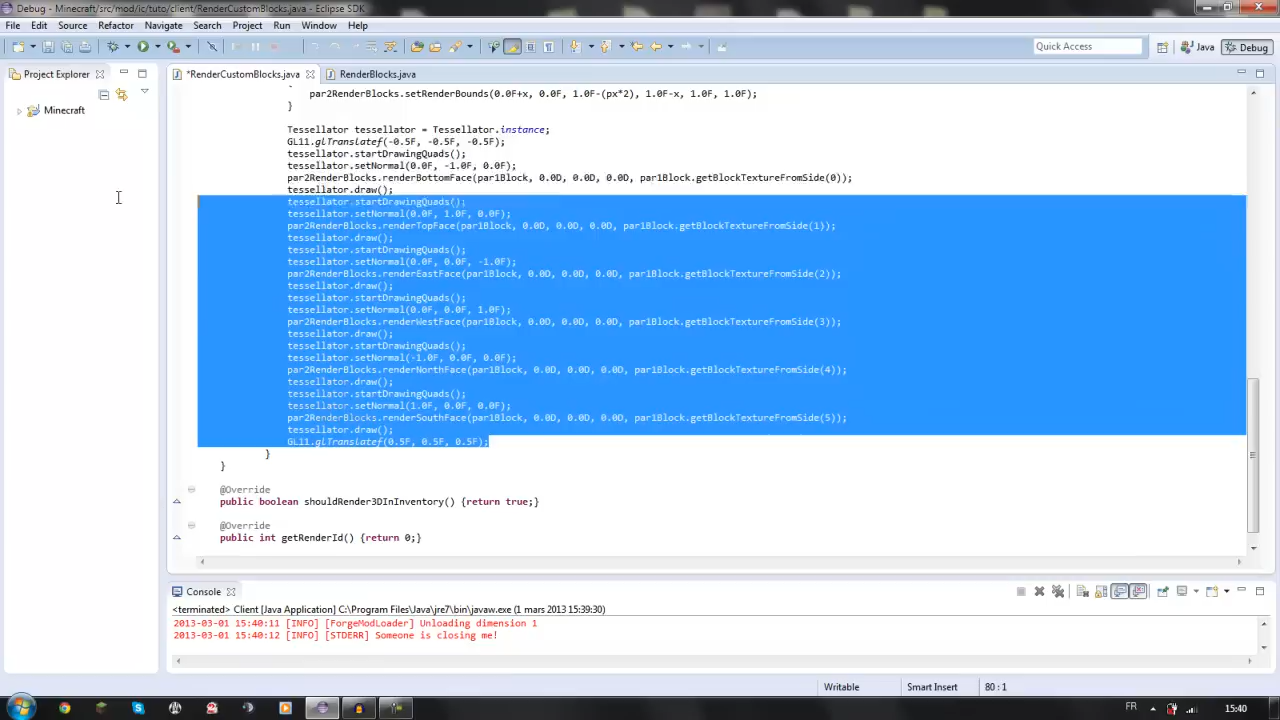 Debug - Minecraft/src/mod/ic/tuto/client/RenderCustomBlocks.java - Eclipse SDK
File Edit Source Refactor Navigate Search Project Run Window Help
Quick Access
Java
Debug
Project Explorer
*RenderCustomBlocks.java
RenderBlocks.java
Minecraft
par2RenderBlocks.setRenderBounds(0.0F+x, 0.0F, 1.0F-(px*2), 1.0F-x, 1.0F, 1.0F);
}
Tessellator tessellator = Tessellator.instance;
GL11.glTranslatef(-0.5F, -0.5F, -0.5F);
tessellator.startDrawingQuads();
tessellator.setNormal(0.0F, -1.0F, 0.0F);
par2RenderBlocks.renderBottomFace(par1Block, 0.0D, 0.0D, 0.0D, par1Block.getBlockTextureFromSide(0));
tessellator.draw();
tessellator.startDrawingQuads();
tessellator.setNormal(0.0F, 1.0F, 0.0F);
par2RenderBlocks.renderTopFace(par1Block, 0.0D, 0.0D, 0.0D, par1Block.getBlockTextureFromSide(1));
tessellator.draw();
tessellator.startDrawingQuads();
tessellator.setNormal(0.0F, 0.0F, -1.0F);
par2RenderBlocks.renderEastFace(par1Block, 0.0D, 0.0D, 0.0D, par1Block.getBlockTextureFromSide(2));
tessellator.draw();
tessellator.startDrawingQuads();
tessellator.setNormal(0.0F, 0.0F, 1.0F);
par2RenderBlocks.renderWestFace(par1Block, 0.0D, 0.0D, 0.0D, par1Block.getBlockTextureFromSide(3));
tessellator.draw();
tessellator.startDrawingQuads();
tessellator.setNormal(-1.0F, 0.0F, 0.0F);
par2RenderBlocks.renderNorthFace(par1Block, 0.0D, 0.0D, 0.0D, par1Block.getBlockTextureFromSide(4));
tessellator.draw();
tessellator.startDrawingQuads();
tessellator.setNormal(1.0F, 0.0F, 0.0F);
par2RenderBlocks.renderSouthFace(par1Block, 0.0D, 0.0D, 0.0D, par1Block.getBlockTextureFromSide(5));
tessellator.draw();
GL11.glTranslatef(0.5F, 0.5F, 0.5F);
}
}
@Override
public boolean shouldRender3DInInventory() {return true;}
@Override
public int getRenderId() {return 0;}
Console
<terminated> Client [Java Application] C:\Program Files\Java\jre7\bin\javaw.exe (1 mars 2013 15:39:30)
2013-03-01 15:40:11 [INFO] [ForgeModLoader] Unloading dimension 1
2013-03-01 15:40:12 [INFO] [STDERR] Someone is closing me!
Writable
Smart Insert
80 : 1
FR
15:40